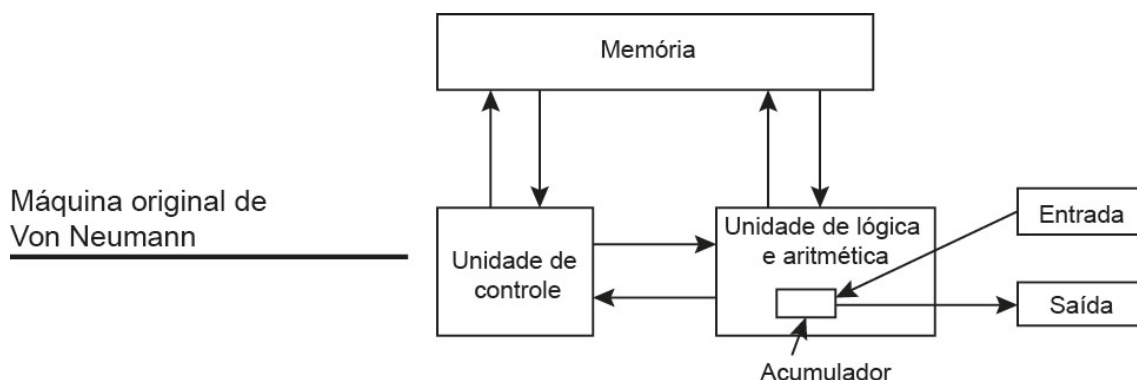 Memória
Máquina original de
Von Neumann
Unidade de
controle
Unidade de lógica
e aritmética
Entrada
Saída
Acumulador